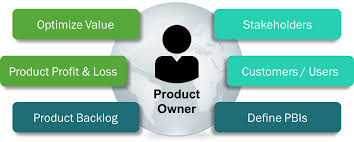 Optimize Value
Stakeholders
Product Profit & Loss
Customers / Users
Product
Owner
Product Backlog
Define PBIs